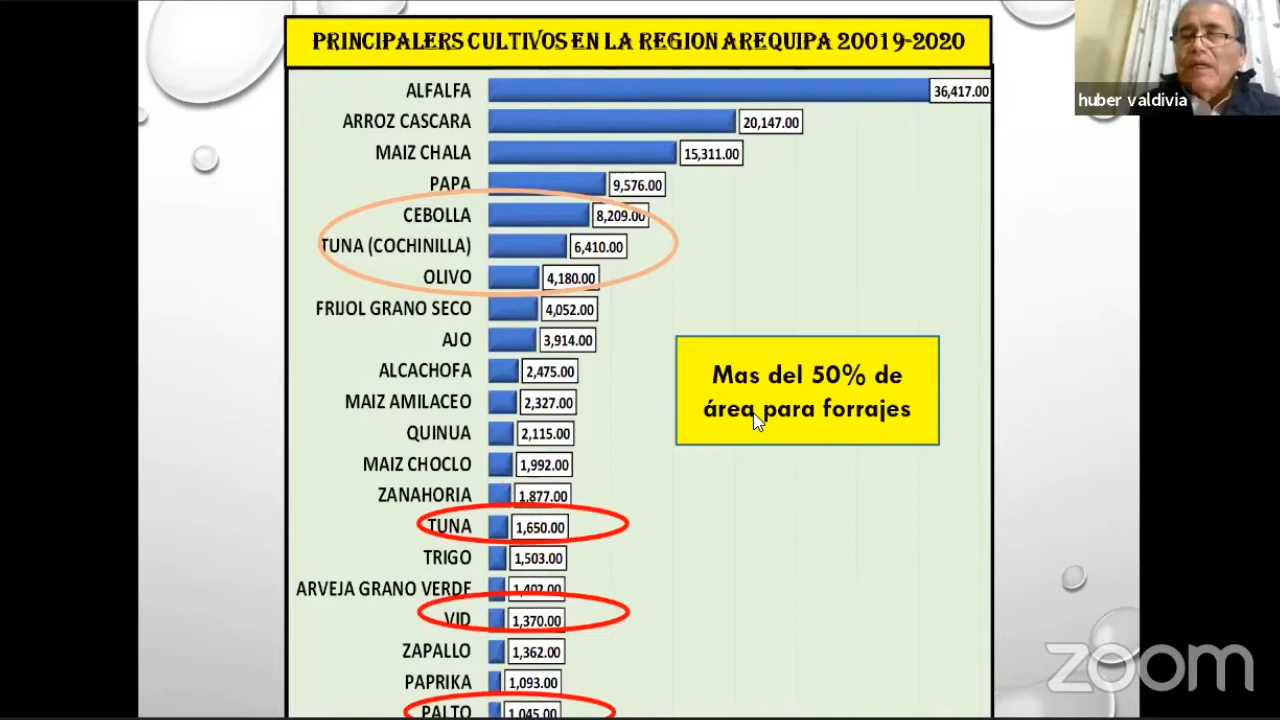 PRINCIPALERS CULTIVOS EN LA REGION AREQUIPA 20019-2020
huber valdivia
ALFALFA 36,417.00
ARROZ CASCARA 20,147.00
MAIZ CHALA 15,311.00
PAPA 9,576.00
CEBOLLA 8,209.00
TUNA (COCHINILLA) 6,410.00
OLIVO 4,180.00
FRIJOL GRANO SECO 4,052.00
AJO 3,914.00
ALCACHOFA 2,475.00
MAIZ AMILACEO 2,327.00
QUINUA 2,115.00
MAIZ CHOCLO 1,992.00
ZANAHORIA 1,877.00
TUNA 1,650.00
TRIGO 1,503.00
ARVEJA GRANO VERDE 1,402.00
VID 1,370.00
ZAPALLO 1,362.00
PAPRIKA 1,093.00
PALTO 1,045.00
Mas del 50% de
área para forrajes
zoom